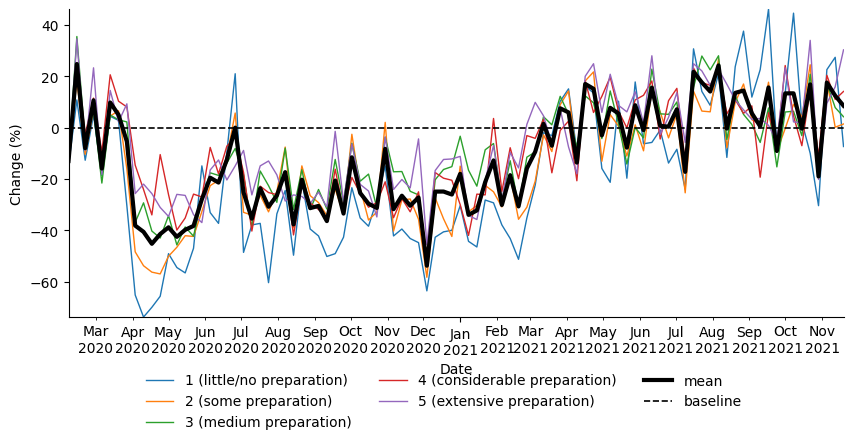 40
20
0
−20
−40
−60
Change (%)
Mar Apr May Jun Jul Aug Sep Oct Nov Dec Jan Feb Mar Apr May Jun Jul Aug Sep Oct Nov
2020 2020 2020 2020 2020 2020 2020 2020 2020 2020 2021 2021 2021 2021 2021 2021 2021 2021 2021 2021 2021
Date
1 (little/no preparation) 4 (considerable preparation) mean
2 (some preparation) 5 (extensive preparation) baseline
3 (medium preparation)